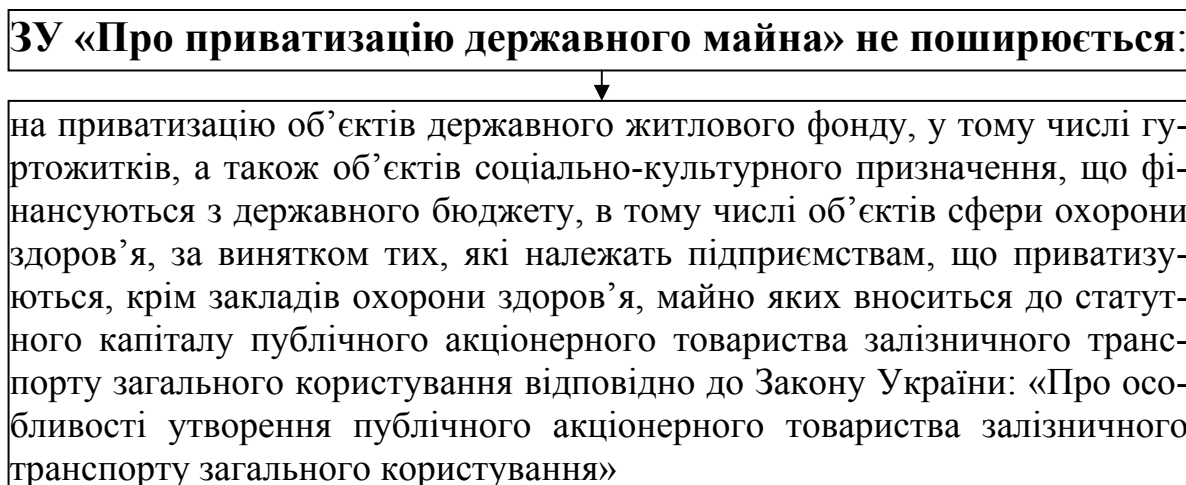 ЗУ «Про приватизацію державного майна» не поширюється:
на приватизацію об’єктів державного житлового фонду, у тому числі гу-
ртожитків, а також об’єктів соціально-культурного призначення, що фі-
нансуються з державного бюджету, в тому числі об’єктів сфери охорони
здоров’я, за винятком тих, які належать підприємствам, що приватизу-
ються, крім закладів охорони здоров’я, майно яких вноситься до статут-
ного капіталу публічного акціонерного товариства залізничного транс-
порту загального користування відповідно до Закону України: «Про осо-
бливості утворення публічного акціонерного товариства залізничного
транспорту загального користування»